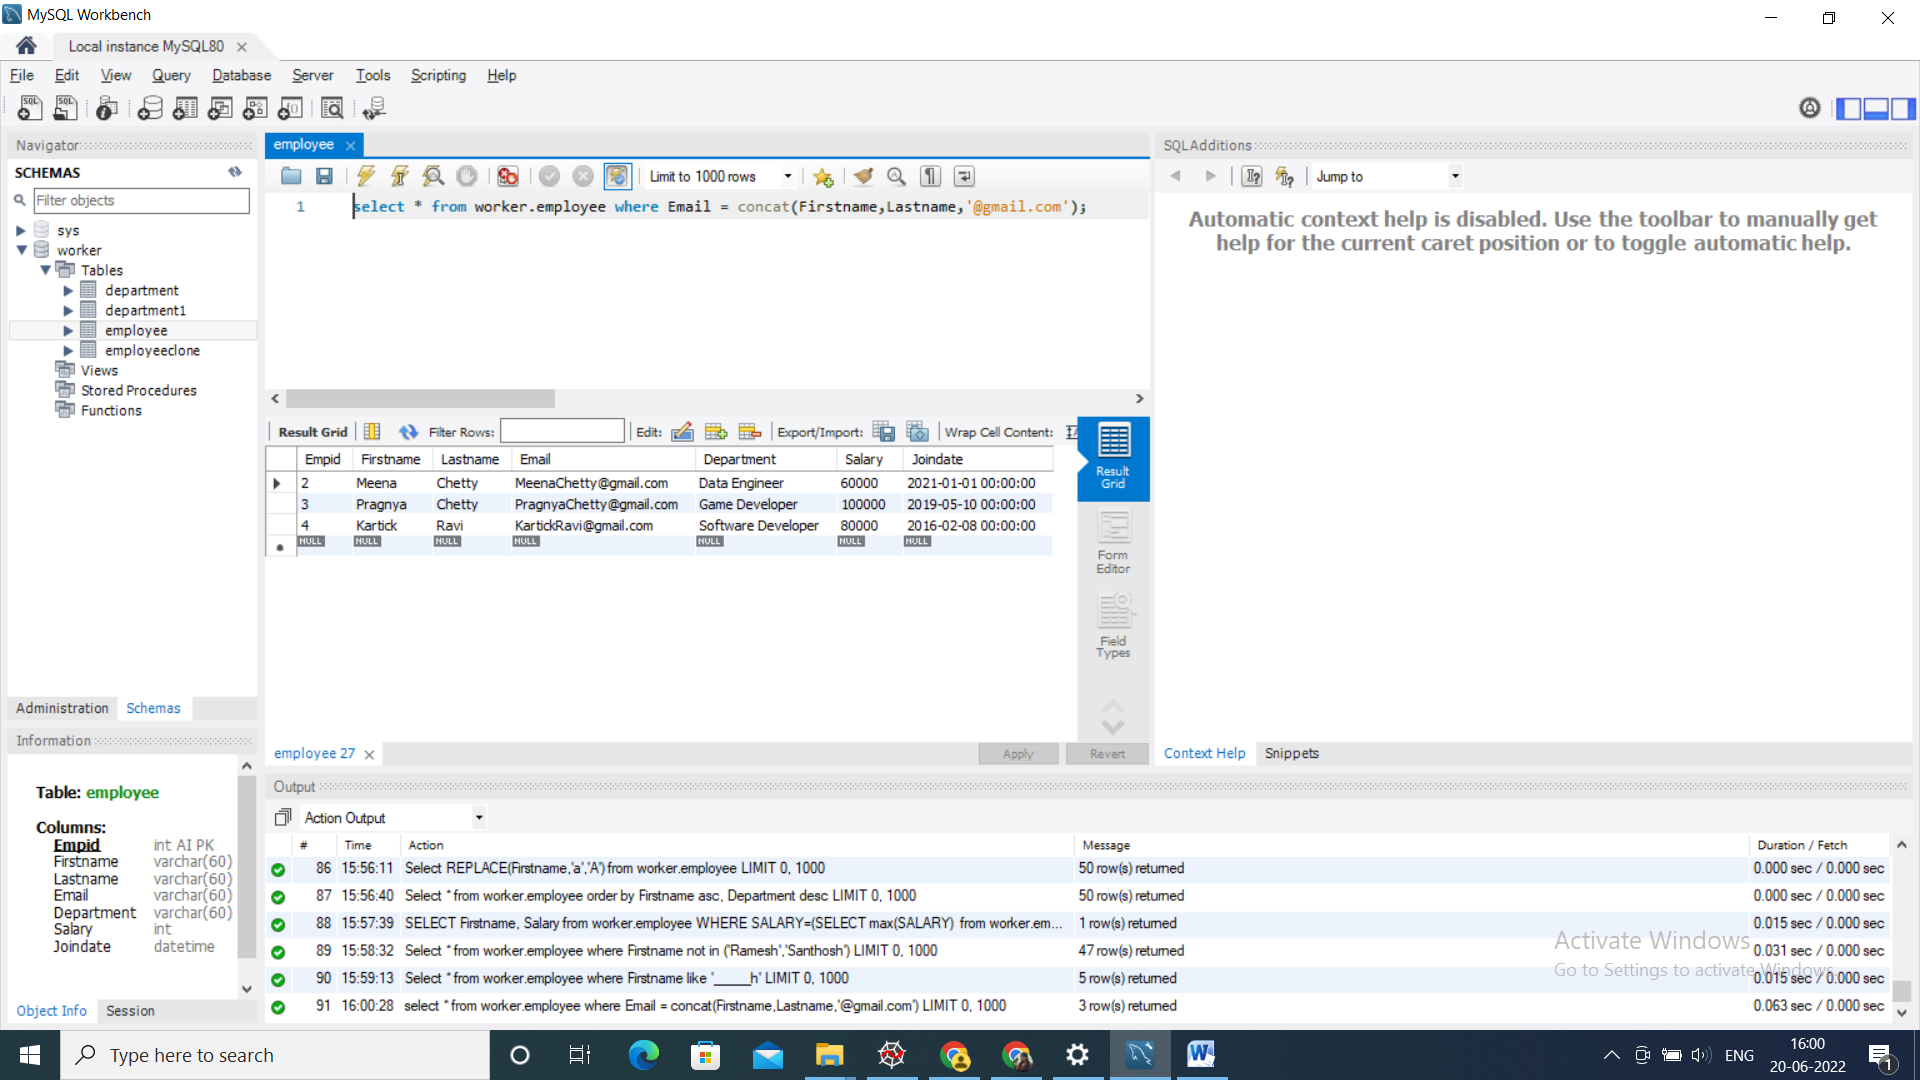 MySQL Workbench
Local instance MySQL80
File Edit View Query Database Server Tools Scripting Help
Navigator
SCHEMAS
Filter objects
sys
worker
Tables
department
department1
employee
employeeclone
Views
Stored Procedures
Functions
Administration Schemas
Information
Table: employee
Columns:
Empid int AI PK
Firstname varchar(60)
Lastname varchar(60)
Email varchar(60)
Department varchar(60)
Salary int
Joindate datetime
Object Info Session
employee
Limit to 1000 rows
1 select * from worker.employee where Email = concat(Firstname,Lastname,'@gmail.com');
Result Grid Filter Rows: Edit: Export/Import: Wrap Cell Content:
Empid Firstname Lastname Email Department Salary Joindate
2 Meena Chetty MeenaChetty@gmail.com Data Engineer 60000 2021-01-01 00:00:00
3 Pragnya Chetty PragnyaChetty@gmail.com Game Developer 100000 2019-05-10 00:00:00
4 Kartick Ravi KartickRavi@gmail.com Software Developer 80000 2016-02-08 00:00:00
NULL NULL NULL NULL NULL NULL NULL
Result
Grid
Form
Editor
Field
Types
employee 27
Apply Revert
SQLAdditions
Jump to
Automatic context help is disabled. Use the toolbar to manually get
help for the current caret position or to toggle automatic help.
Context Help Snippets
Output
Action Output
# Time Action Message Duration / Fetch
86 15:56:11 Select REPLACE(Firstname,'a','A') from worker.employee LIMIT 0, 1000 50 row(s) returned 0.000 sec / 0.000 sec
87 15:56:40 Select * from worker.employee order by Firstname asc, Department desc LIMIT 0, 1000 50 row(s) returned 0.000 sec / 0.000 sec
88 15:57:39 SELECT Firstname, Salary from worker.employee WHERE SALARY=(SELECT max(SALARY) from worker.em... 1 row(s) returned 0.015 sec / 0.000 sec
89 15:58:32 Select * from worker.employee where Firstname not in ('Ramesh','Santhosh') LIMIT 0, 1000 47 row(s) returned 0.031 sec / 0.000 sec
90 15:59:13 Select * from worker.employee where Firstname like '_____h' LIMIT 0, 1000 5 row(s) returned 0.015 sec / 0.000 sec
91 16:00:28 select * from worker.employee where Email = concat(Firstname,Lastname,'@gmail.com') LIMIT 0, 1000 3 row(s) returned 0.063 sec / 0.000 sec
Activate Windows
Go to Settings to activate Windows.
Type here to search
ENG
16:00
20-06-2022
1